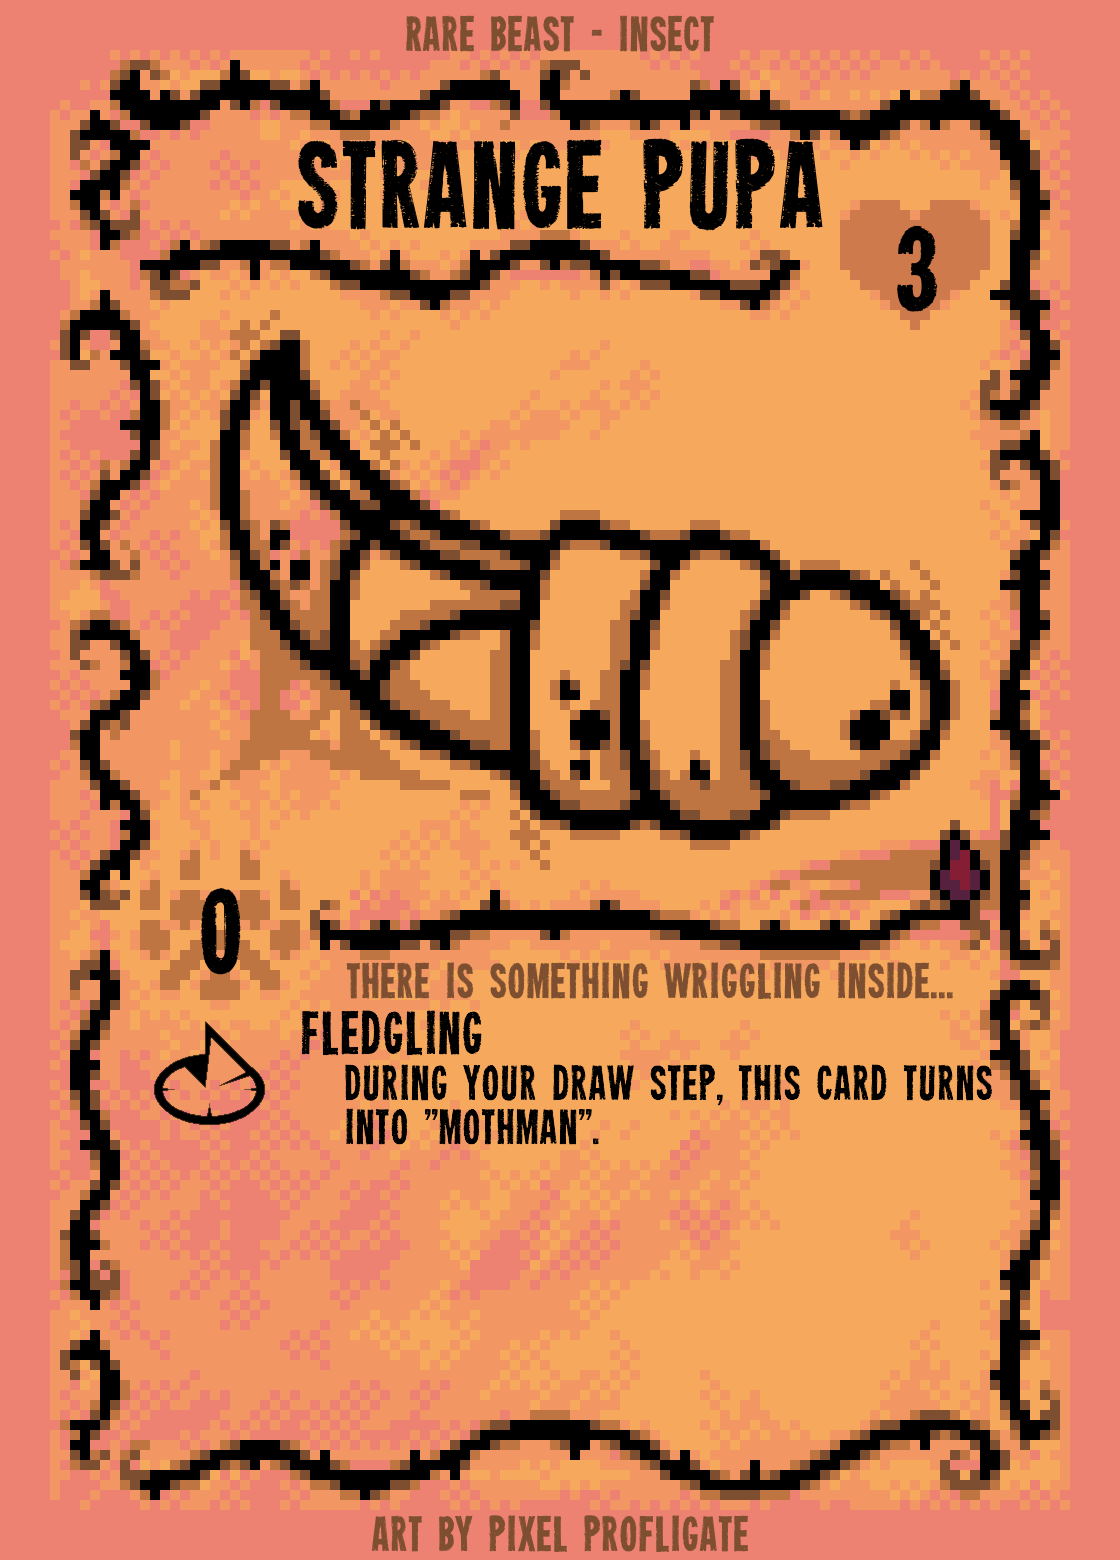 RARE BEAST - INSECT
STRANGE PUPA
3
0
THERE IS SOMETHING WRIGGLING INSIDE...
FLEDGLING
DURING YOUR DRAW STEP, THIS CARD TURNS
INTO "MOTHMAN".
ART BY PIXEL PROFLIGATE